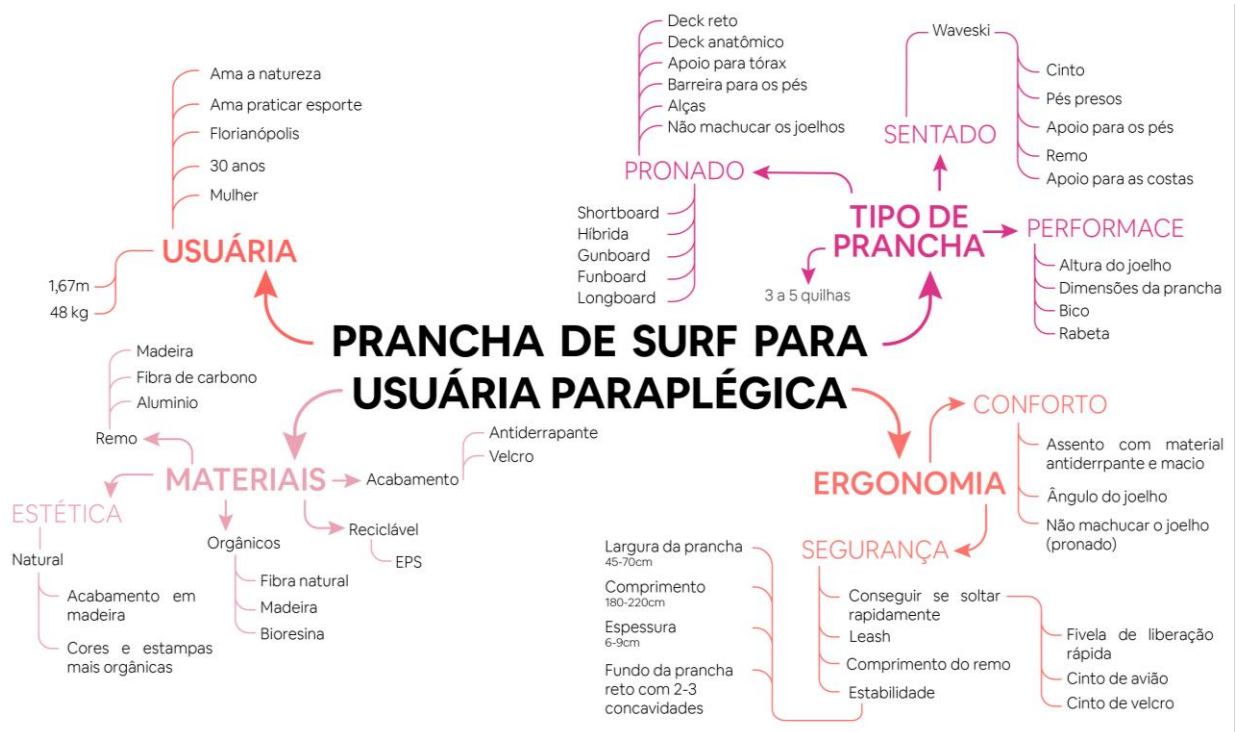 PRANCHA DE SURF PARA
USUÁRIA PARAPLÉGICA
USUÁRIA
Ama a natureza
Ama praticar esporte
Florianópolis
30 anos
Mulher
1,67m
48 kg
TIPO DE
PRANCHA
PRONADO
Deck reto
Deck anatômico
Apoio para tórax
Barreira para os pés
Alças
Não machucar os joelhos
Shortboard
Híbrida
Gunboard
Funboard
Longboard
3 a 5 quilhas
SENTADO
Waveski
Cinto
Pés presos
Apoio para os pés
Remo
Apoio para as costas
PERFORMACE
Altura do joelho
Dimensões da prancha
Bico
Rabeta
MATERIAIS
Remo
Madeira
Fibra de carbono
Aluminio
Acabamento
Antiderrapante
Velcro
ESTÉTICA
Natural
Acabamento em
madeira
Cores e estampas
mais orgânicas
Orgânicos
Fibra natural
Madeira
Bioresina
Reciclável
EPS
ERGONOMIA
CONFORTO
Assento com material
antiderrpante e macio
Ângulo do joelho
Não machucar o joelho
(pronado)
SEGURANÇA
Conseguir se soltar
rapidamente
Leash
Comprimento do remo
Estabilidade
Fivela de liberação
rápida
Cinto de avião
Cinto de velcro
Largura da prancha
45-70cm
Comprimento
180-220cm
Espessura
6-9cm
Fundo da prancha
reto com 2-3
concavidades